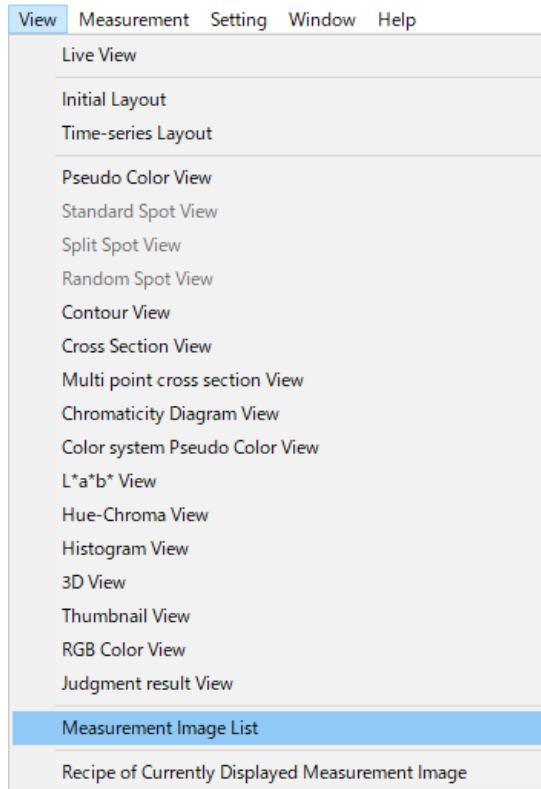 View Measurement Setting Window Help
Live View
Initial Layout
Time-series Layout
Pseudo Color View
Standard Spot View
Split Spot View
Random Spot View
Contour View
Cross Section View
Multi point cross section View
Chromaticity Diagram View
Color system Pseudo Color View
L*a*b* View
Hue-Chroma View
Histogram View
3D View
Thumbnail View
RGB Color View
Judgment result View
Measurement Image List
Recipe of Currently Displayed Measurement Image